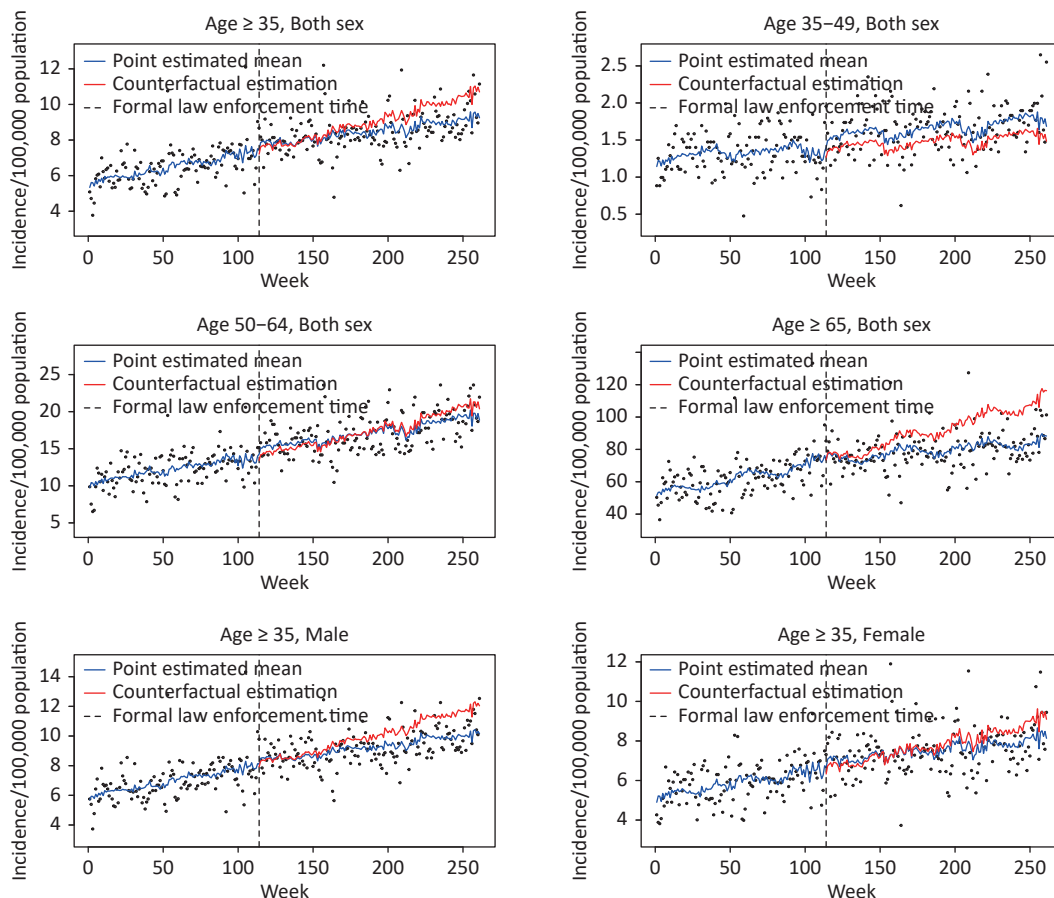 Age ≥ 35, Both sex
Incidence/100,000 population
12
10
8
6
4
Point estimated mean
Counterfactual estimation
Formal law enforcement time
0 50 100 150 200 250
Week
Age 35−49, Both sex
Incidence/100,000 population
2.5
2.0
1.5
1.0
0.5
Point estimated mean
Counterfactual estimation
Formal law enforcement time
0 50 100 150 200 250
Week
Age 50−64, Both sex
Incidence/100,000 population
25
20
15
10
5
Point estimated mean
Counterfactual estimation
Formal law enforcement time
0 50 100 150 200 250
Week
Age ≥ 65, Both sex
Incidence/100,000 population
120
100
80
60
40
Point estimated mean
Counterfactual estimation
Formal law enforcement time
0 50 100 150 200 250
Week
Age ≥ 35, Male
Incidence/100,000 population
14
12
10
8
6
4
Point estimated mean
Counterfactual estimation
Formal law enforcement time
0 50 100 150 200 250
Week
Age ≥ 35, Female
Incidence/100,000 population
12
10
8
6
4
Point estimated mean
Counterfactual estimation
Formal law enforcement time
0 50 100 150 200 250
Week